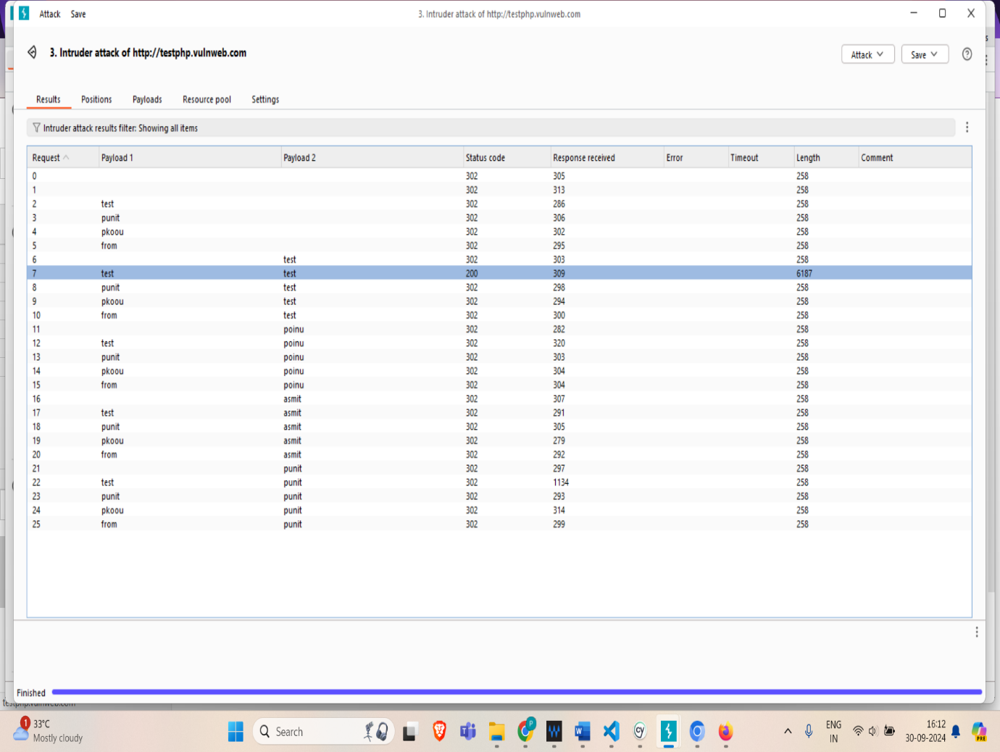 Attack Save 3. Intruder attack of http://testphp.vulnweb.com
3. Intruder attack of http://testphp.vulnweb.com Attack Save
Results Positions Payloads Resource pool Settings
Intruder attack results filter: Showing all items
Request Payload 1 Payload 2 Status code Response received Error Timeout Length Comment
0 302 305 258
1 302 313 258
2 test 302 286 258
3 punit 302 306 258
4 pkoou 302 302 258
5 from 302 295 258
6 test 302 303 258
7 test test 200 309 6187
8 punit test 302 298 258
9 pkoou test 302 294 258
10 from test 302 300 258
11 poinu 302 282 258
12 test poinu 302 320 258
13 punit poinu 302 303 258
14 pkoou poinu 302 304 258
15 from poinu 302 304 258
16 asmit 302 307 258
17 test asmit 302 291 258
18 punit asmit 302 305 258
19 pkoou asmit 302 279 258
20 from asmit 302 292 258
21 punit 302 297 258
22 test punit 302 1134 258
23 punit punit 302 293 258
24 pkoou punit 302 314 258
25 from punit 302 299 258
Finished
testphp.vulnweb.com
1 33°C
Mostly cloudy
Search
P
W
cy
ENG
IN
16:12
30-09-2024
PRE